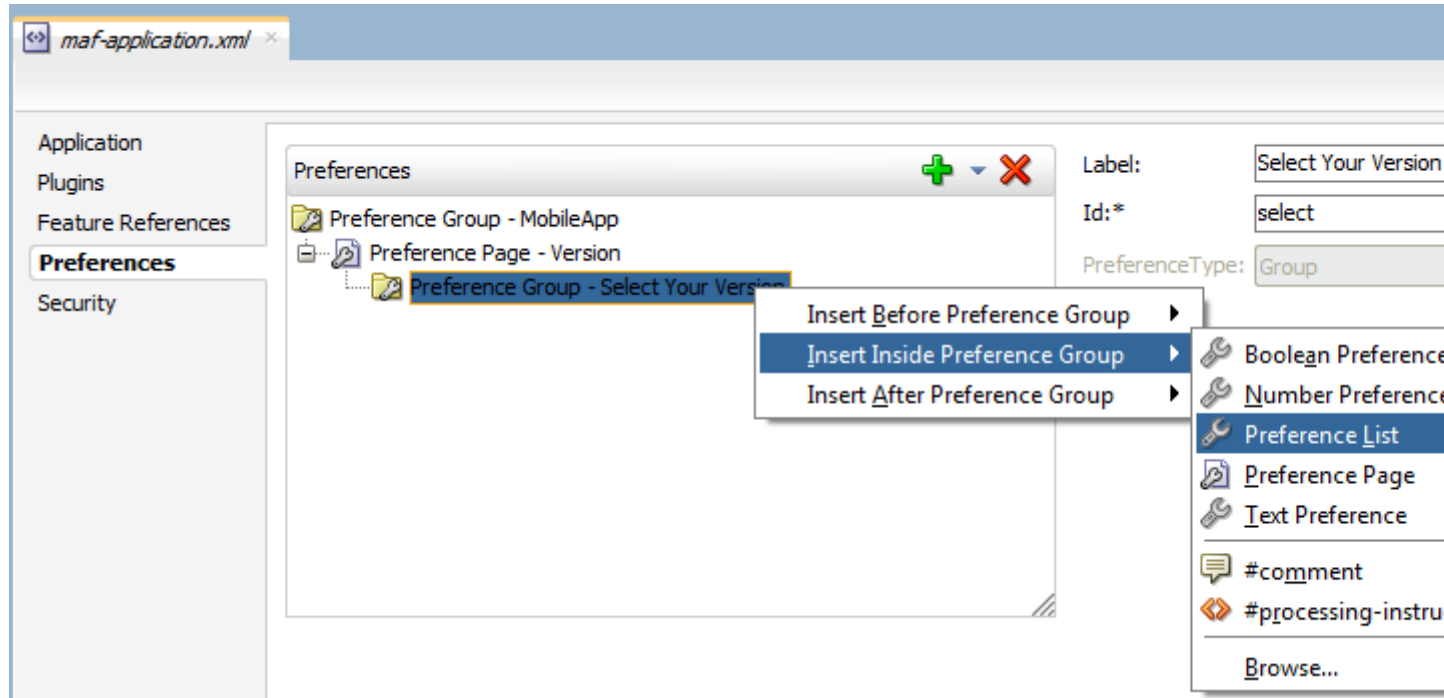 maf-application.xml
Application
Plugins
Feature References
Preferences
Security
Preferences
Preference Group - MobileApp
Preference Page - Version
Preference Group - Select Your Version
Label:
Select Your Version
Id:*
select
PreferenceType:
Group
Insert Before Preference Group
Insert Inside Preference Group
Insert After Preference Group
Boolean Preference
Number Preference
Preference List
Preference Page
Text Preference
#comment
#processing-instru
Browse...